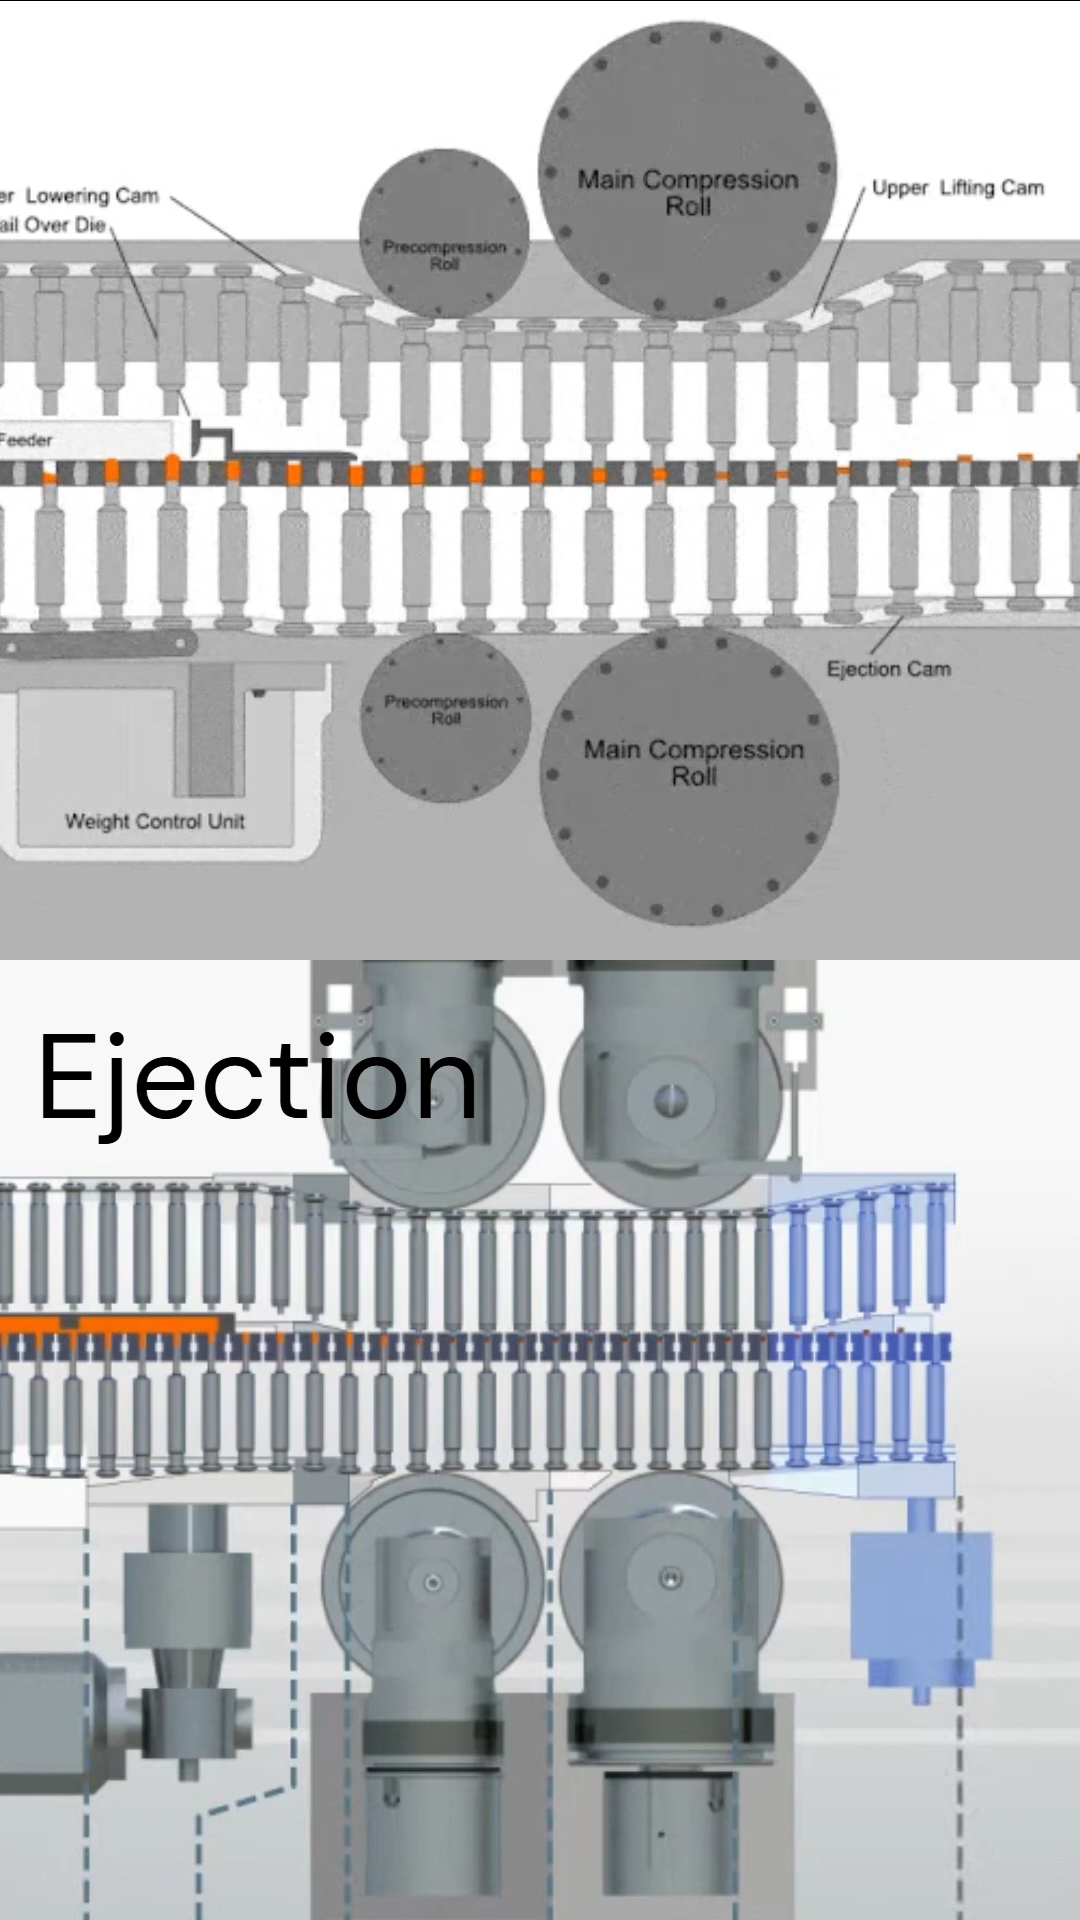 Main Compression
Roll
er Lowering Cam
ail Over Die
Precompression
Roll
Upper Lifting Cam
Feeder
Ejection Cam
Precompression
Roll
Main Compression
Roll
Weight Control Unit
Ejection